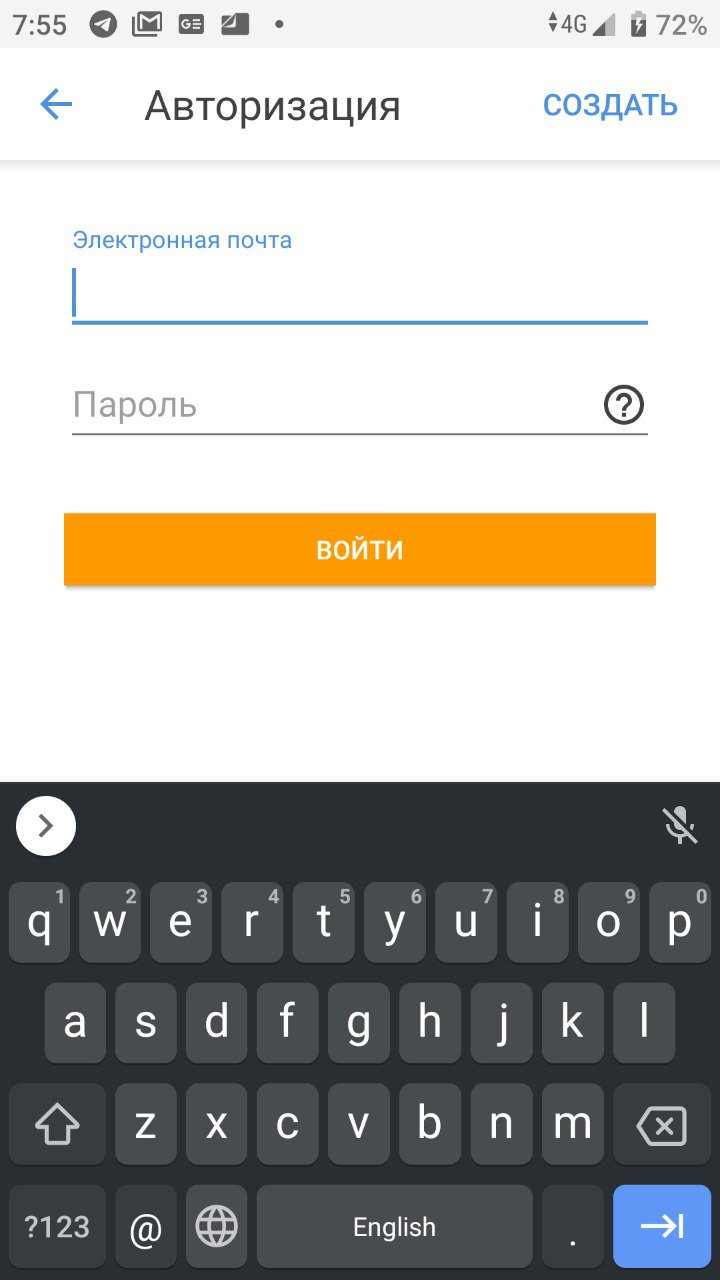 7:55 4G 72%
Авторизация СОЗДАТЬ
Электронная почта
Пароль ?
ВОЙТИ
1 2 3 4 5 6 7 8 9 0
q w e r t y u i o p
a s d f g h j k l
z x c v b n m
?123 @ English .